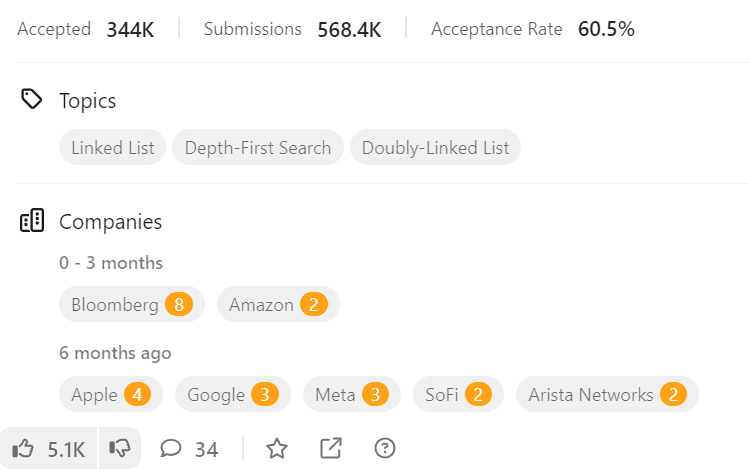 Accepted 344K Submissions 568.4K Acceptance Rate 60.5%
Topics
Linked List Depth-First Search Doubly-Linked List
Companies
0 - 3 months
Bloomberg 8 Amazon 2
6 months ago
Apple 4 Google 3 Meta 3 SoFi 2 Arista Networks 2
5.1K 34 ?